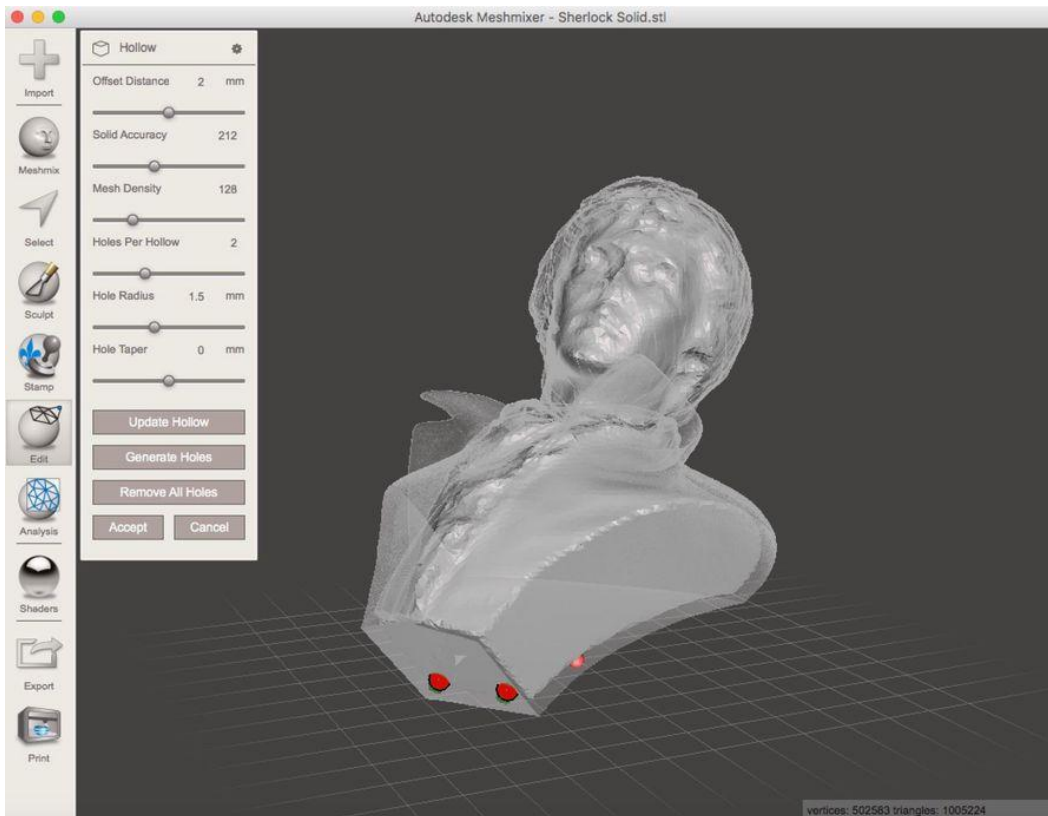 Autodesk Meshmixer - Sherlock Solid.stl
Import
Meshmix
Select
Sculpt
Stamp
Edit
Analysis
Shaders
Export
Print
Hollow
Offset Distance 2 mm
Solid Accuracy 212
Mesh Density 128
Holes Per Hollow 2
Hole Radius 1.5 mm
Hole Taper 0 mm
Update Hollow
Generate Holes
Remove All Holes
Accept Cancel
vertices: 502583 triangles: 1005224